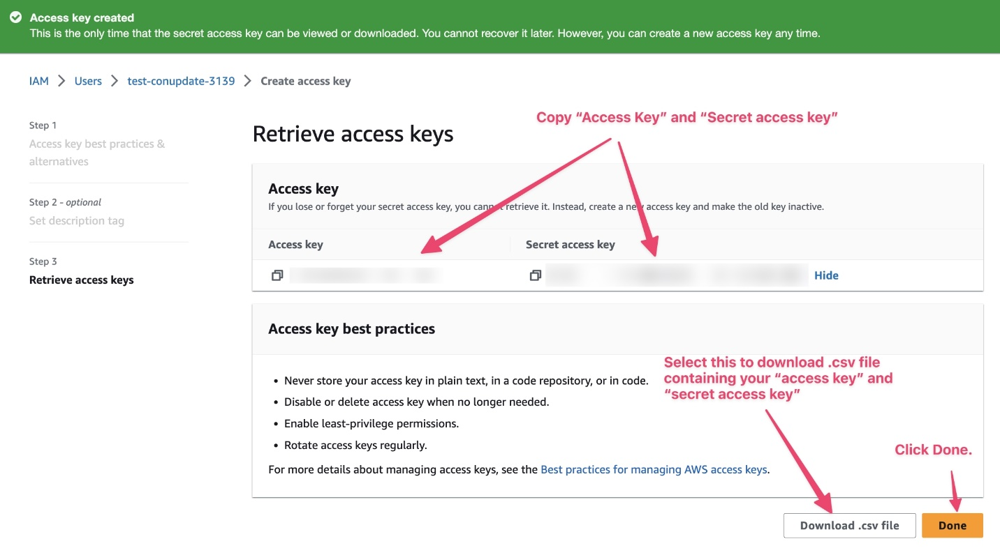 Access key created
This is the only time that the secret access key can be viewed or downloaded. You cannot recover it later. However, you can create a new access key any time.
IAM > Users > test-conupdate-3139 > Create access key
Step 1
Access key best practices &
alternatives
Step 2 - optional
Set description tag
Step 3
Retrieve access keys
Copy “Access Key” and “Secret access key”
Retrieve access keys
Access key
If you lose or forget your secret access key, you cannot retrieve it. Instead, create a new access key and make the old key inactive.
Access key
Secret access key
Hide
Access key best practices
• Never store your access key in plain text, in a code repository, or in code.
• Disable or delete access key when no longer needed.
• Enable least-privilege permissions.
• Rotate access keys regularly.
For more details about managing access keys, see the Best practices for managing AWS access keys.
Select this to download .csv file
containing your “access key” and
“secret access key”
Click Done.
Download .csv file
Done